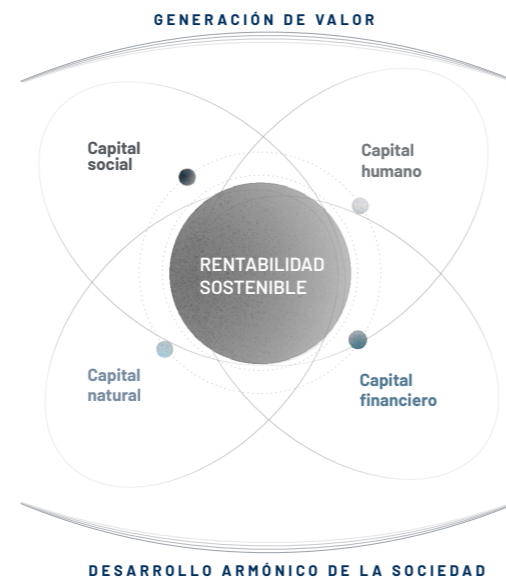 GENERACIÓN DE VALOR
Capital
social
Capital
humano
RENTABILIDAD
SOSTENIBLE
Capital
natural
Capital
financiero
DESARROLLO ARMÓNICO DE LA SOCIEDAD